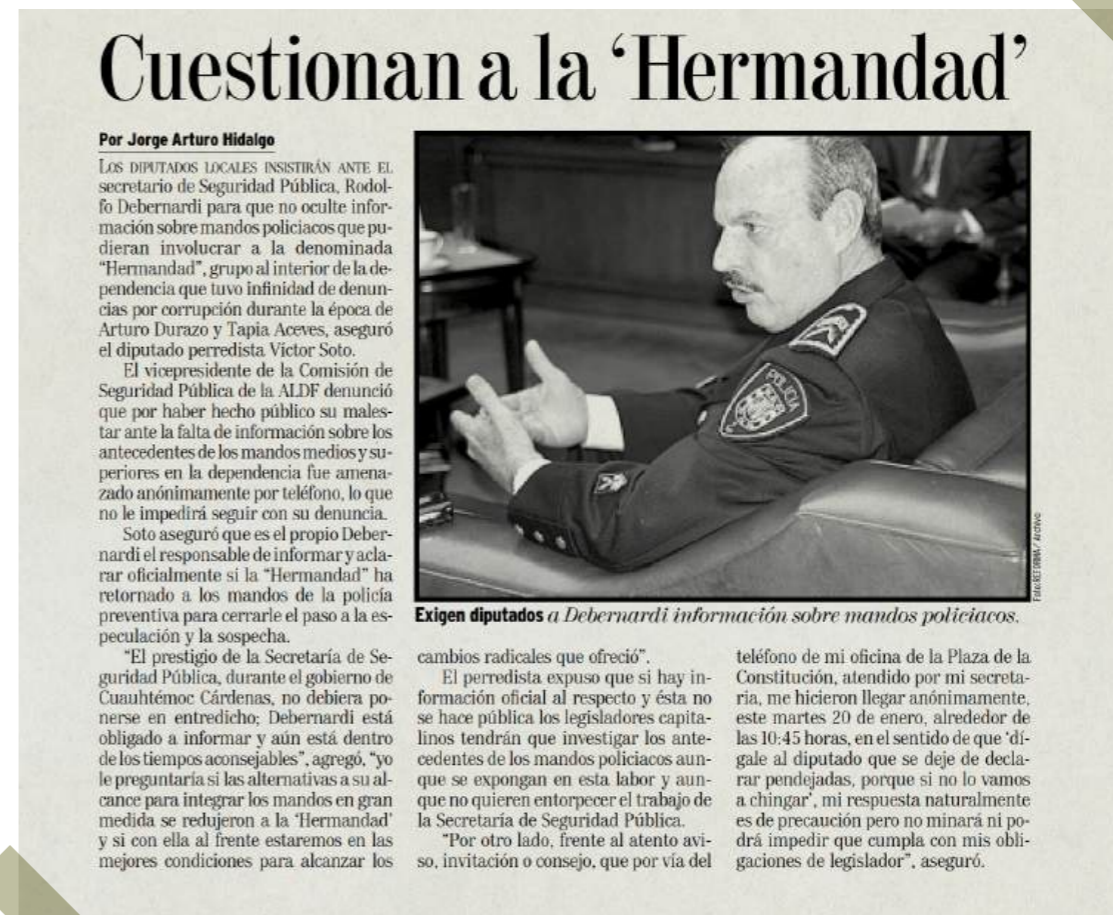 Cuestionan a la ‘Hermandad’
Por Jorge Arturo Hidalgo
LOS DIPUTADOS LOCALES INSISTIRÁN ANTE EL
secretario de Seguridad Pública, Rodol-
fo Debernardi para que no oculte infor-
mación sobre mandos policiacos que pu-
dieran involucrar a la denominada
“Hermandad”, grupo al interior de la de-
pendencia que tuvo infinidad de denun-
cias por corrupción durante la época de
Arturo Durazo y Tapia Aceves, aseguró
el diputado perredista Víctor Soto.
El vicepresidente de la Comisión de
Seguridad Pública de la ALDF denunció
que por haber hecho público su males-
tar ante la falta de información sobre los
antecedentes de los mandos medios y su-
periores en la dependencia fue amena-
zado anónimamente por teléfono, lo que
no le impedirá seguir con su denuncia.
Soto aseguró que es el propio Deber-
nardi el responsable de informar y acla-
rar oficialmente si la “Hermandad” ha
retornado a los mandos de la policía
preventiva para cerrarle el paso a la es-
peculación y la sospecha.
“El prestigio de la Secretaría de Se-
guridad Pública, durante el gobierno de
Cuauhtémoc Cárdenas, no debiera po-
nerse en entredicho; Debernardi está
obligado a informar y aún está dentro
de los tiempos aconsejables”, agregó, “yo
le preguntaría si las alternativas a su al-
cance para integrar los mandos en gran
medida se redujeron a la ‘Hermandad’
y si con ella al frente estaremos en las
mejores condiciones para alcanzar los
POLICIA
Foto: REFORMA / Archivo
Exigen diputados a Debernardi información sobre mandos policiacos.
cambios radicales que ofreció”.
El perredista expuso que si hay in-
formación oficial al respecto y ésta no
se hace pública los legisladores capita-
linos tendrán que investigar los ante-
cedentes de los mandos policiacos aun-
que se expongan en esta labor y aun-
que no quieren entorpecer el trabajo de
la Secretaría de Seguridad Pública.
“Por otro lado, frente al atento avi-
so, invitación o consejo, que por vía del
teléfono de mi oficina de la Plaza de la
Constitución, atendido por mi secreta-
ria, me hicieron llegar anónimamente,
este martes 20 de enero, alrededor de
las 10:45 horas, en el sentido de que ‘dí-
gale al diputado que se deje de decla-
rar pendejadas, porque si no lo vamos
a chingar’, mi respuesta naturalmente
es de precaución pero no minará ni po-
drá impedir que cumpla con mis obli-
gaciones de legislador”, aseguró.